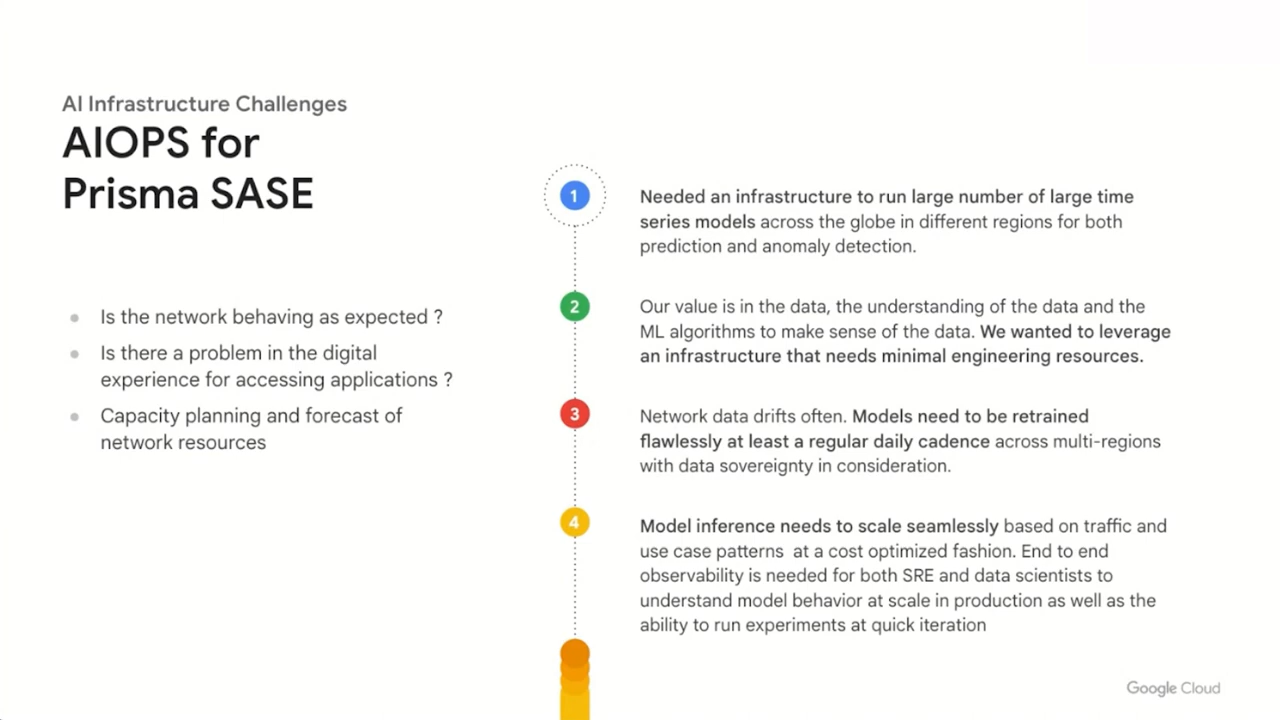 AI Infrastructure Challenges
AIOPS for
Prisma SASE
Is the network behaving as expected ?
Is there a problem in the digital
experience for accessing applications ?
Capacity planning and forecast of
network resources
1
Needed an infrastructure to run large number of large time
series models across the globe in different regions for both
prediction and anomaly detection.
2
Our value is in the data, the understanding of the data and the
ML algorithms to make sense of the data. We wanted to leverage
an infrastructure that needs minimal engineering resources.
3
Network data drifts often. Models need to be retrained
flawlessly at least a regular daily cadence across multi-regions
with data sovereignty in consideration.
4
Model inference needs to scale seamlessly based on traffic and
use case patterns at a cost optimized fashion. End to end
observability is needed for both SRE and data scientists to
understand model behavior at scale in production as well as the
ability to run experiments at quick iteration
Google Cloud